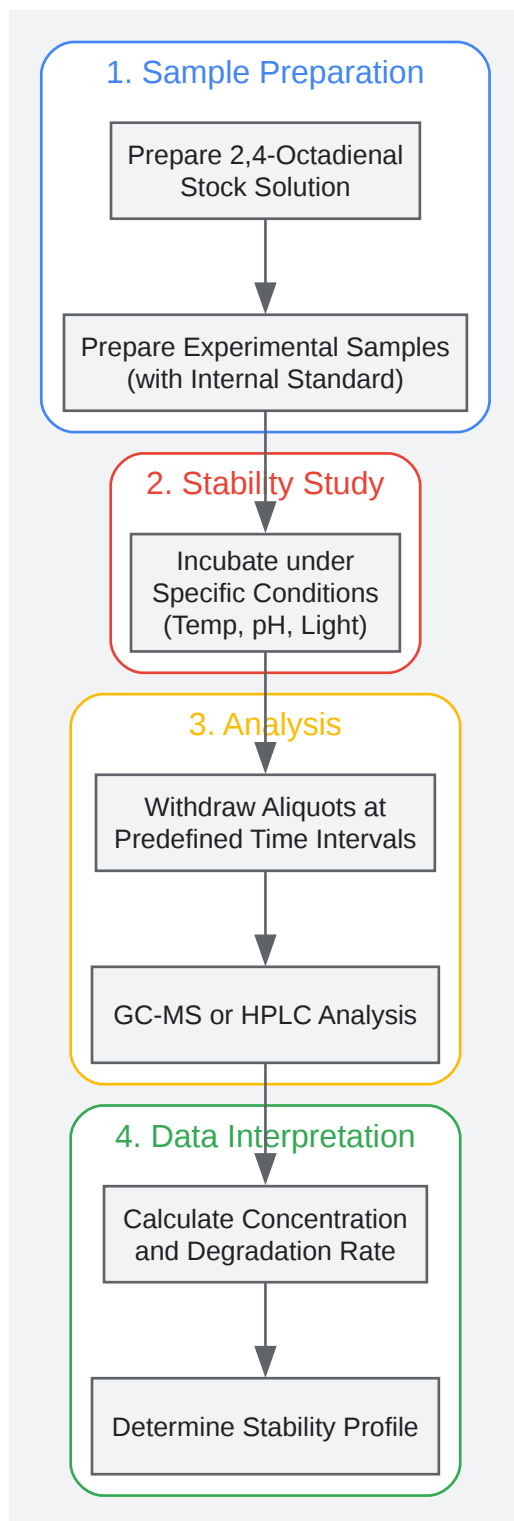 1. Sample Preparation
Prepare 2,4-Octadienal
Stock Solution
Prepare Experimental Samples
(with Internal Standard)
2. Stability Study
Incubate under
Specific Conditions
(Temp, pH, Light)
3. Analysis
Withdraw Aliquots at
Predefined Time Intervals
GC-MS or HPLC Analysis
4. Data Interpretation
Calculate Concentration
and Degradation Rate
Determine Stability Profile